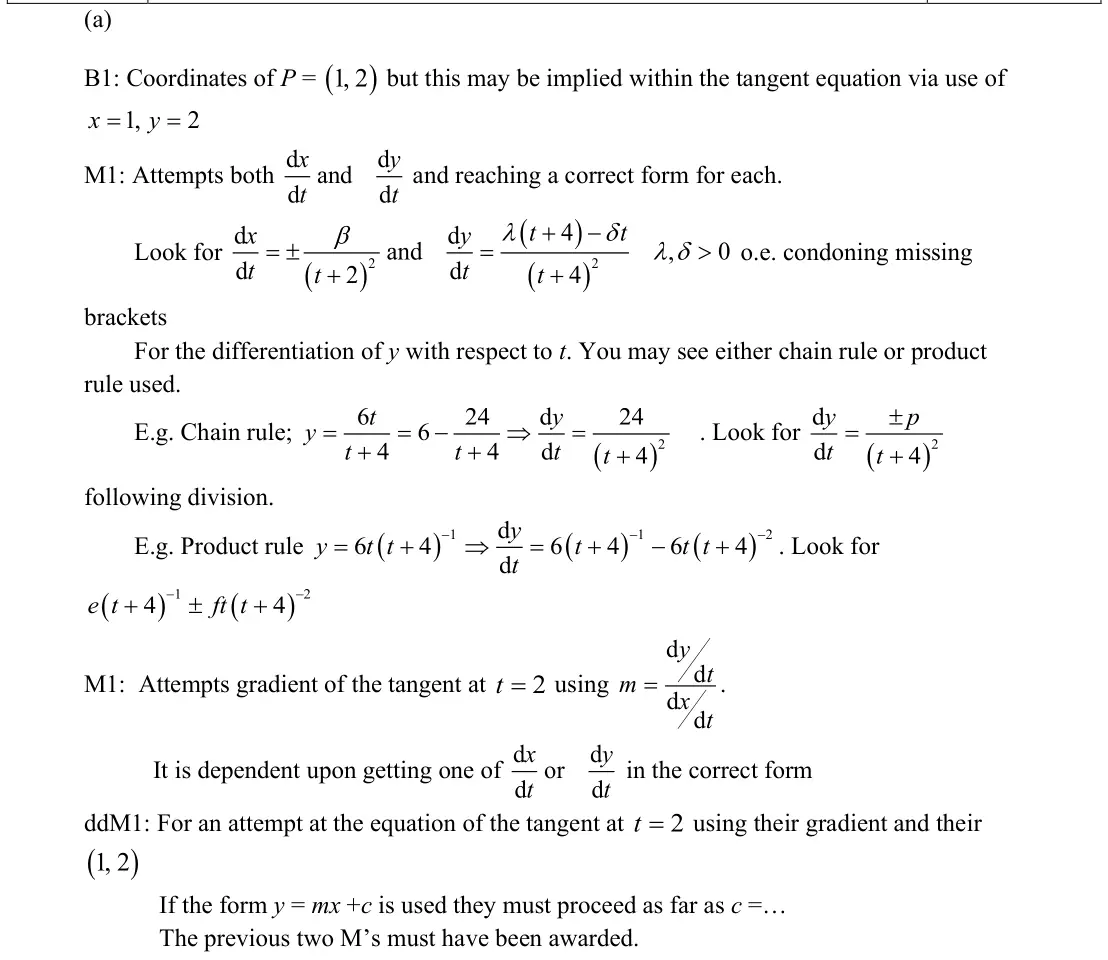 (a)
B1: Coordinates of P = (1, 2) but this may be implied within the tangent equation via use of
x = 1, y = 2
M1: Attempts both dx/dt and dy/dt and reaching a correct form for each.
Look for dx/dt = ± β/(t + 2)² and dy/dt = (λ(t + 4) − δt)/(t + 4)² λ, δ > 0 o.e. condoning missing
brackets
For the differentiation of y with respect to t. You may see either chain rule or product
rule used.
E.g. Chain rule; y = 6t/(t + 4) = 6 − 24/(t + 4) ⇒ dy/dt = 24/(t + 4)² . Look for dy/dt = ±p/(t + 4)²
following division.
E.g. Product rule y = 6t(t + 4)⁻¹ ⇒ dy/dt = 6(t + 4)⁻¹ − 6t(t + 4)⁻² . Look for
e(t + 4)⁻¹ ± ft(t + 4)⁻²
M1: Attempts gradient of the tangent at t = 2 using m = (dy/dt)/(dx/dt).
It is dependent upon getting one of dx/dt or dy/dt in the correct form
ddM1: For an attempt at the equation of the tangent at t = 2 using their gradient and their
(1, 2)
If the form y = mx +c is used they must proceed as far as c =…
The previous two M's must have been awarded.